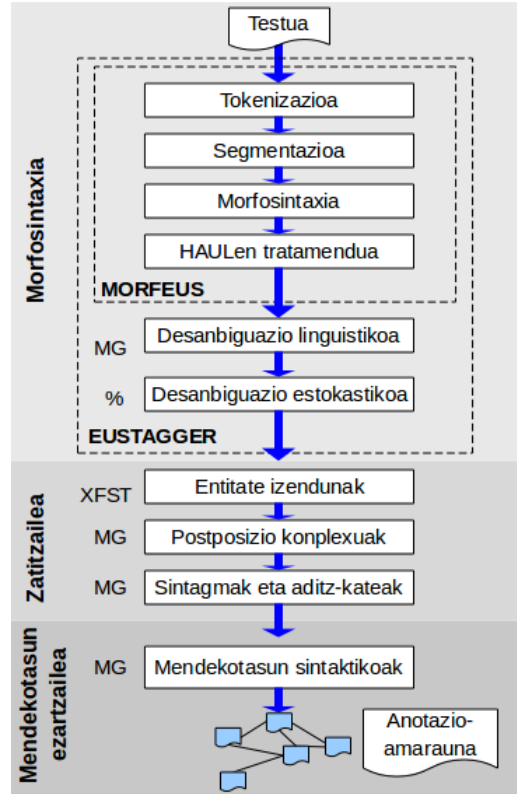 Testua
Tokenizazioa
Segmentazioa
Morfosintaxia
HAULen tratamendua
MORFEUS
MG
Desanbiguazio linguistikoa
%
Desanbiguazio estokastikoa
EUSTAGGER
Morfosintaxia
XFST
Entitate izendunak
MG
Postposizio konplexuak
MG
Sintagmak eta aditz-kateak
Zatitzailea
MG
Mendekotasun sintaktikoak
Anotazio-
amarauna
Mendekotasun
ezartzailea